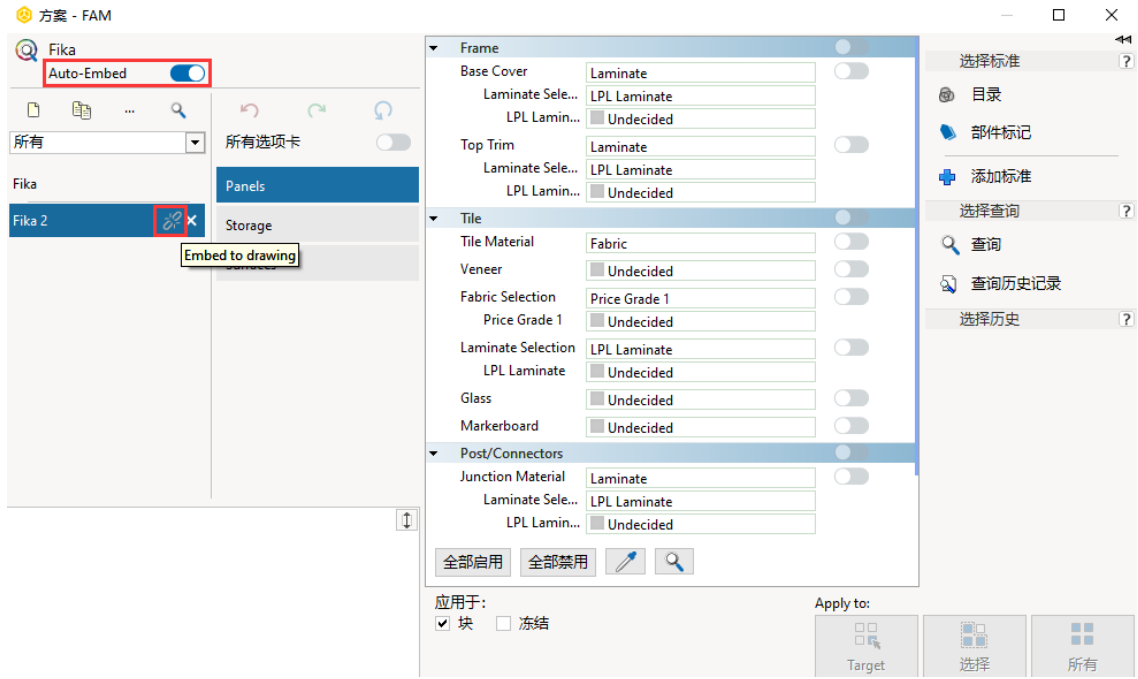 方案 - FAM
Fika
Auto-Embed
...
所有
所有选项卡
Fika
Fika 2
Embed to drawing
Panels
Storage
Frame
Base Cover Laminate
Laminate Sele... LPL Laminate
LPL Lamin... Undecided
Top Trim Laminate
Laminate Sele... LPL Laminate
LPL Lamin... Undecided
Tile
Tile Material Fabric
Veneer Undecided
Fabric Selection Price Grade 1
Price Grade 1 Undecided
Laminate Selection LPL Laminate
LPL Laminate Undecided
Glass Undecided
Markerboard Undecided
Post/Connectors
Junction Material Laminate
Laminate Sele... LPL Laminate
LPL Lamin... Undecided
全部启用 全部禁用
应用于:
块 冻结
Apply to:
Target 选择 所有
选择标准 ?
目录
部件标记
添加标准
选择查询 ?
查询
查询历史记录
选择历史 ?